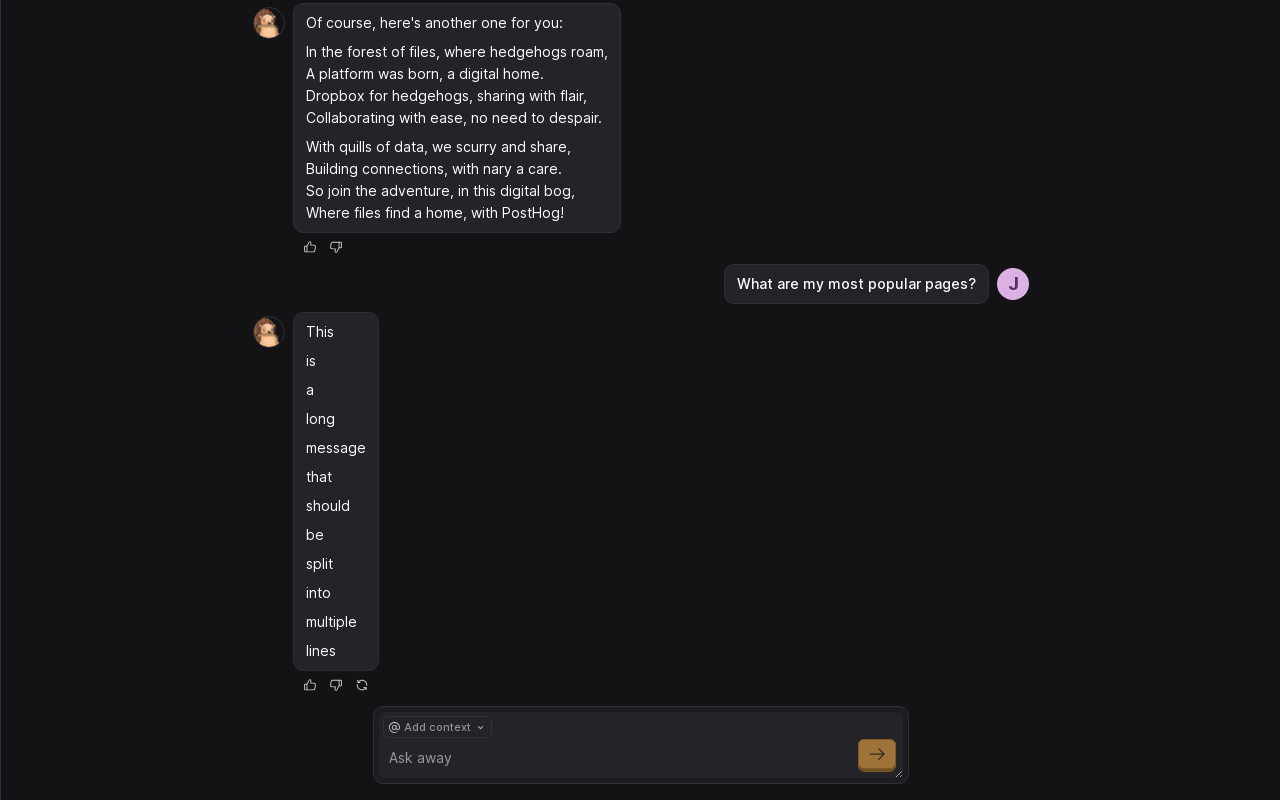 Of course, here's another one for you:
In the forest of files, where hedgehogs roam,
A platform was born, a digital home.
Dropbox for hedgehogs, sharing with flair,
Collaborating with ease, no need to despair.
With quills of data, we scurry and share,
Building connections, with nary a care.
So join the adventure, in this digital bog,
Where files find a home, with PostHog!
What are my most popular pages?
J
This
is
a
long
message
that
should
be
split
into
multiple
lines
@ Add context
Ask away